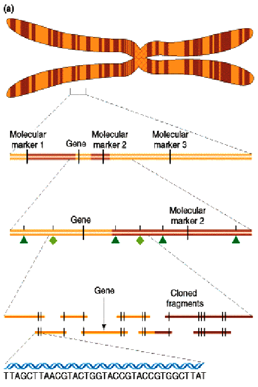 (a)
Molecular marker 1
Gene
Molecular marker 2
Molecular marker 3
Gene
Molecular marker 2
Gene
Cloned fragments
TTAGCTTAACGTACTGGTACCGTACCGTGGCTTAT